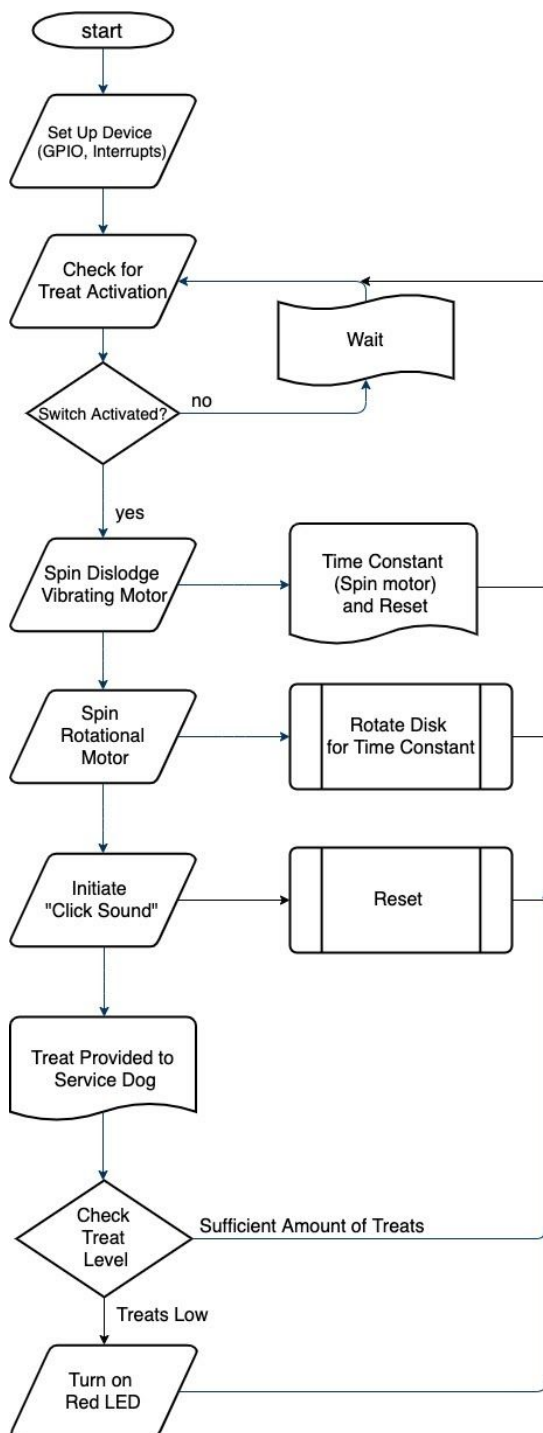 start
Set Up Device
(GPIO, Interrupts)
Check for
Treat Activation
Wait
Switch Activated?
no
yes
Spin Dislodge
Vibrating Motor
Time Constant
(Spin motor)
and Reset
Spin
Rotational
Motor
Rotate Disk
for Time Constant
Initiate
"Click Sound"
Reset
Treat Provided to
Service Dog
Check
Treat
Level
Sufficient Amount of Treats
Treats Low
Turn on
Red LED